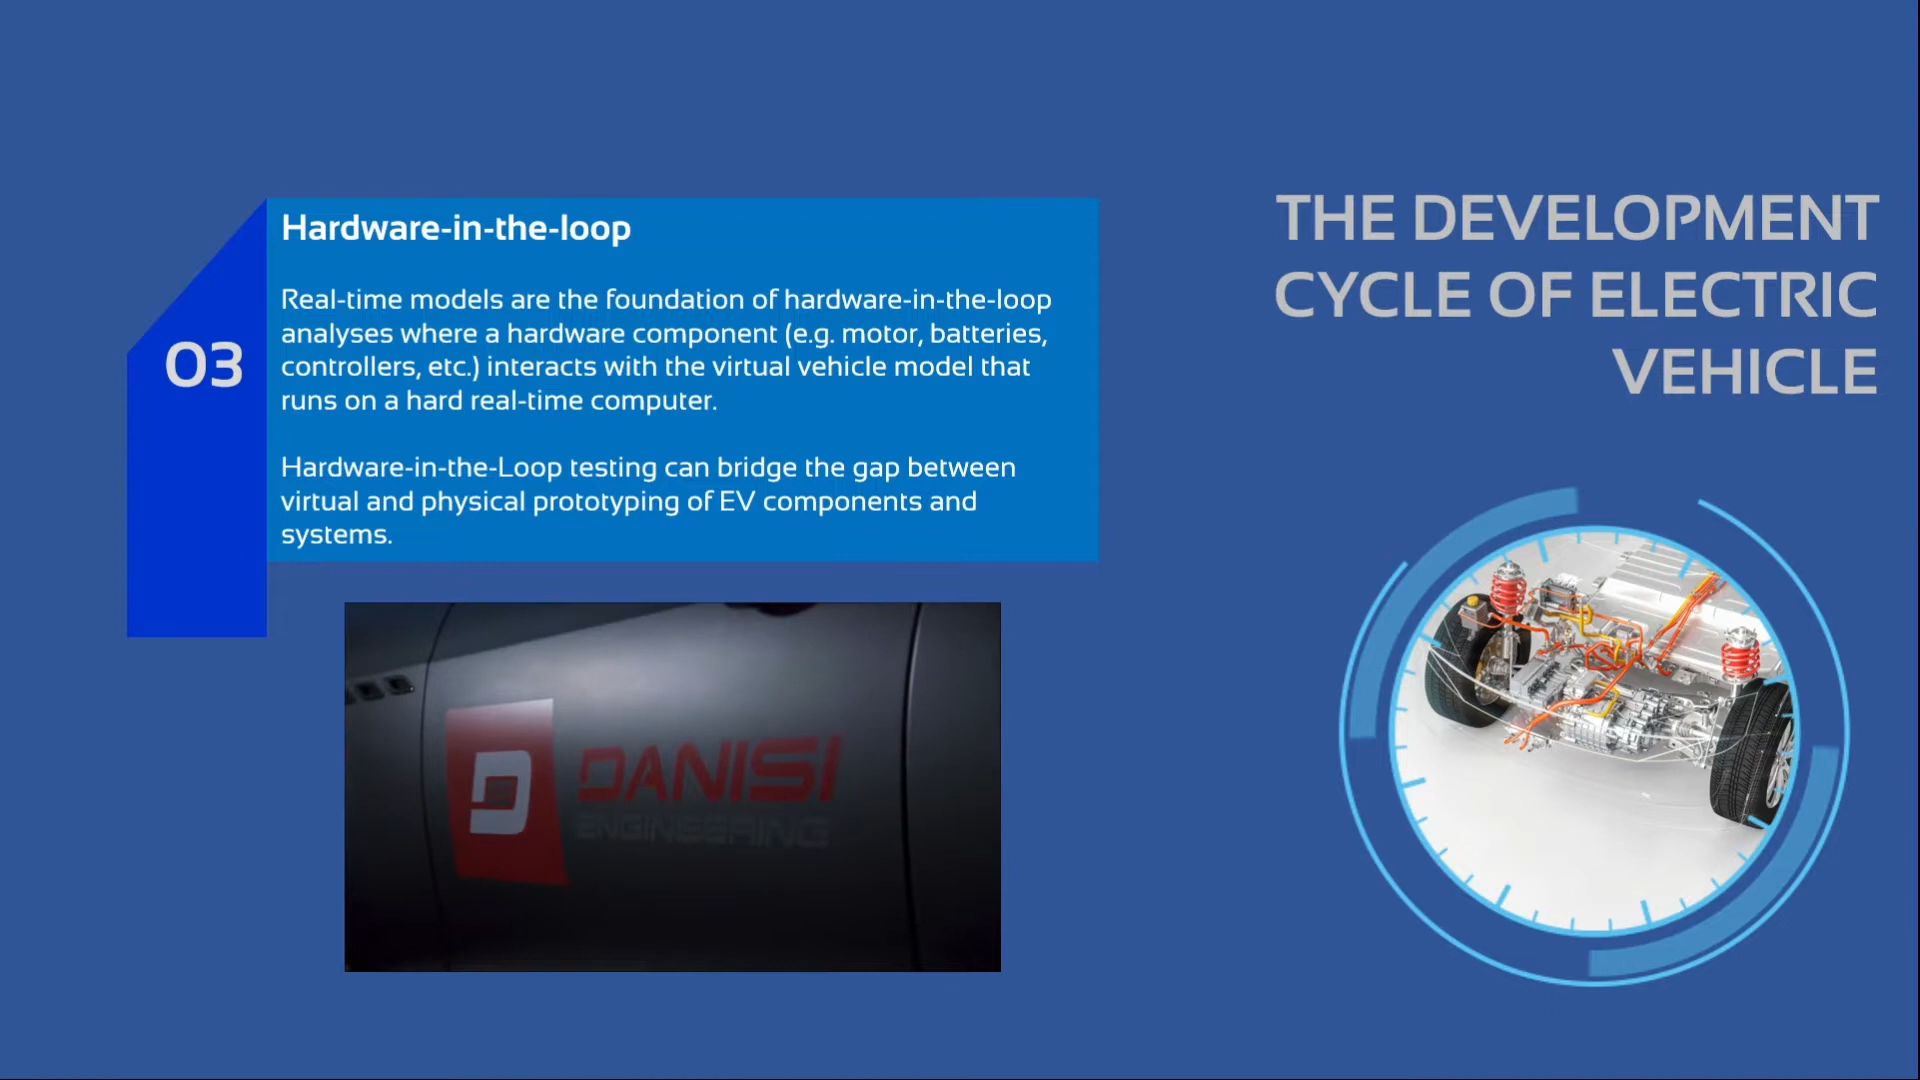 THE DEVELOPMENT
CYCLE OF ELECTRIC
VEHICLE
03
Hardware-in-the-loop
Real-time models are the foundation of hardware-in-the-loop
analyses where a hardware component (e.g. motor, batteries,
controllers, etc.) interacts with the virtual vehicle model that
runs on a hard real-time computer.
Hardware-in-the-Loop testing can bridge the gap between
virtual and physical prototyping of EV components and
systems.
DANISI
ENGINEERING